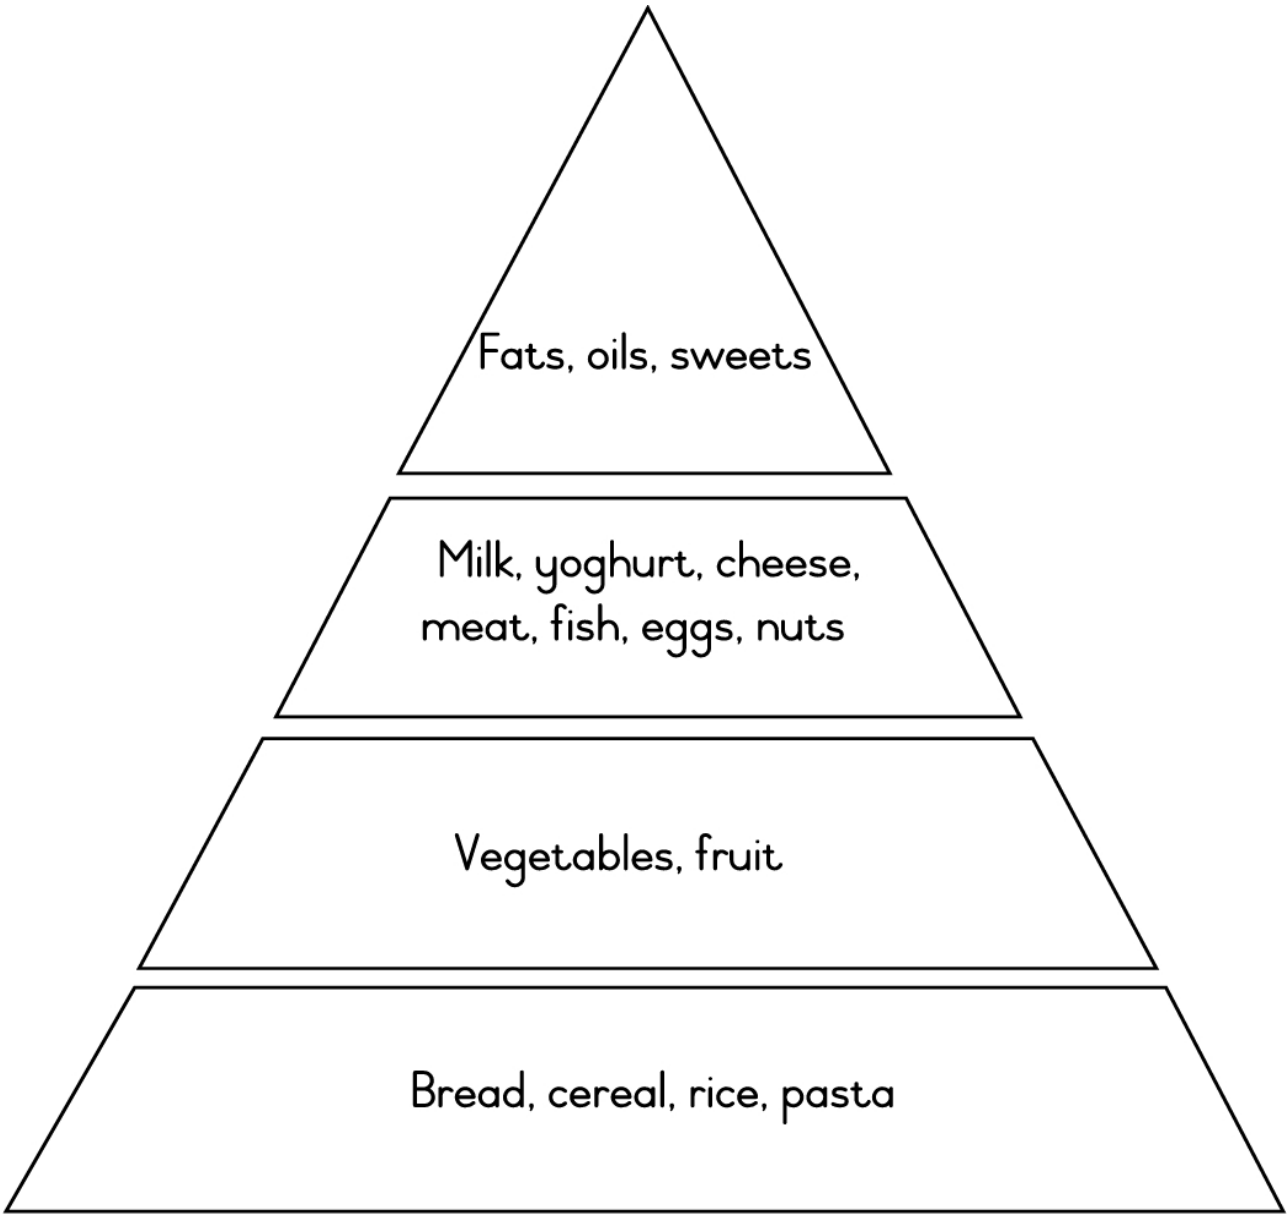 Fats, oils, sweets
Milk, yoghurt, cheese,
meat, fish, eggs, nuts
Vegetables, fruit
Bread, cereal, rice, pasta